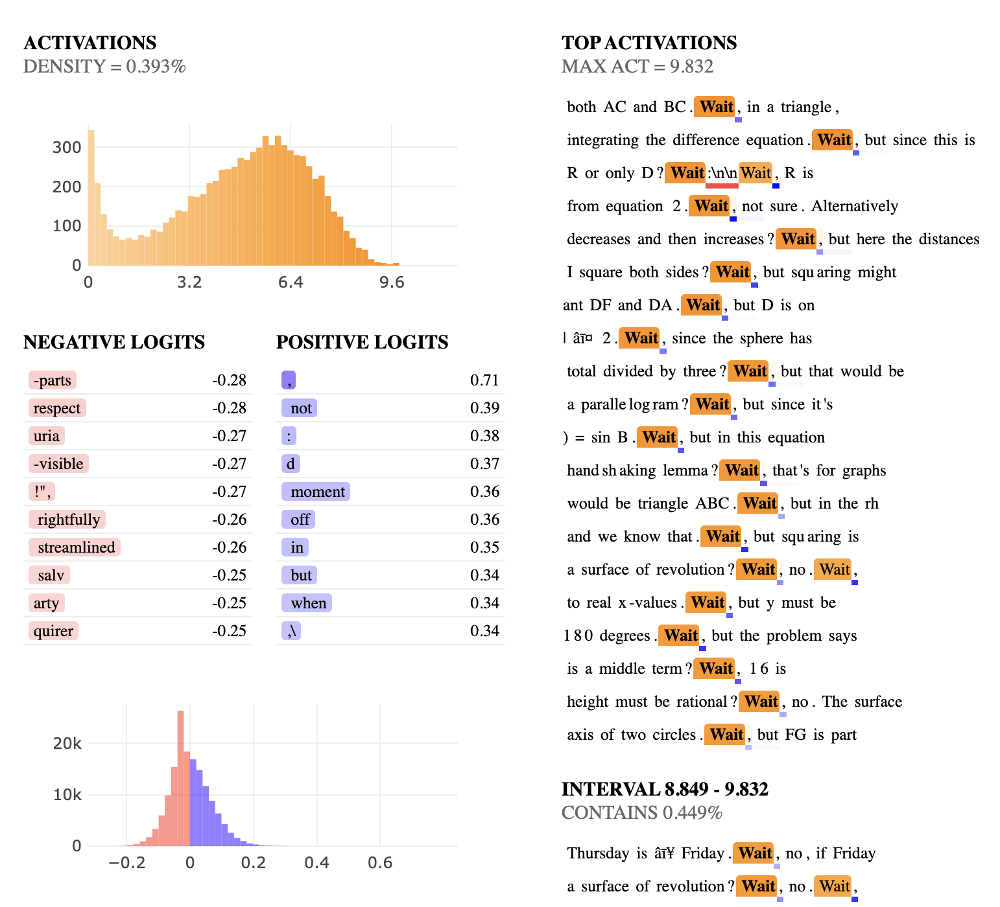 ACTIVATIONS
DENSITY = 0.393%
300
200
100
0
0 3.2 6.4 9.6
NEGATIVE LOGITS
-parts -0.28
respect -0.28
uria -0.27
-visible -0.27
!", -0.27
rightfully -0.26
streamlined -0.26
salv -0.25
arty -0.25
quirer -0.25
POSITIVE LOGITS
, 0.71
not 0.39
: 0.38
d 0.37
moment 0.36
off 0.36
in 0.35
but 0.34
when 0.34
,\ 0.34
20k
10k
0
−0.2 0 0.2 0.4 0.6
TOP ACTIVATIONS
MAX ACT = 9.832
both AC and BC. Wait, in a triangle,
integrating the difference equation. Wait, but since this is
R or only D? Wait:\n\nWait, R is
from equation 2. Wait, not sure. Alternatively
decreases and then increases? Wait, but here the distances
I square both sides? Wait, but squaring might
ant DF and DA. Wait, but D is on
| âī¤ 2. Wait, since the sphere has
total divided by three? Wait, but that would be
a parallelogram? Wait, but since it's
) = sin B. Wait, but in this equation
handshaking lemma? Wait, that's for graphs
would be triangle ABC. Wait, but in the rh
and we know that. Wait, but squaring is
a surface of revolution? Wait, no. Wait,
to real x-values. Wait, but y must be
180 degrees. Wait, but the problem says
is a middle term? Wait, 16 is
height must be rational? Wait, no. The surface
axis of two circles. Wait, but FG is part
INTERVAL 8.849 - 9.832
CONTAINS 0.449%
Thursday is âī¥ Friday. Wait, no, if Friday
a surface of revolution? Wait, no. Wait,